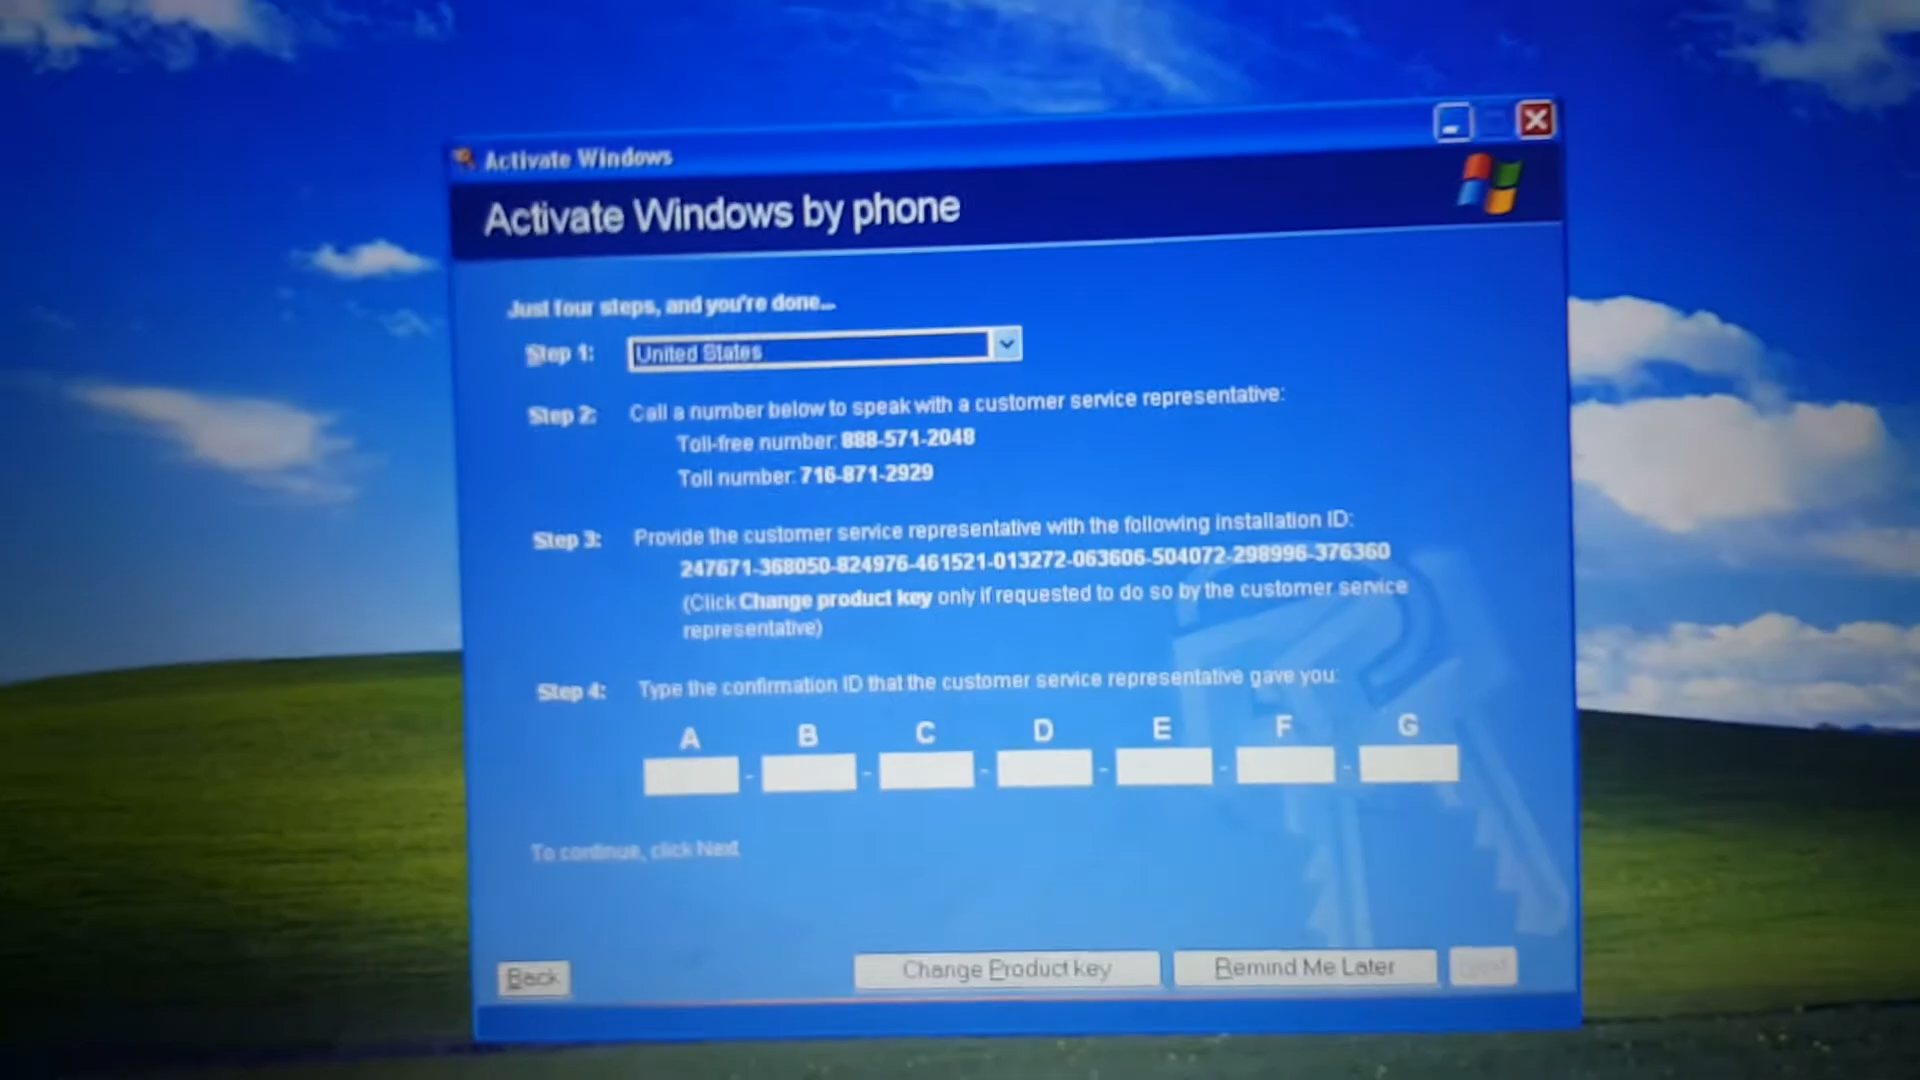 Activate Windows
Activate Windows by phone
Just four steps, and you're done...
Step 1: United States
Step 2: Call a number below to speak with a customer service representative:
Toll-free number: 888-571-2048
Toll number: 716-871-2929
Step 3: Provide the customer service representative with the following installation ID:
247671-368050-824976-461521-013272-063606-504072-298996-376360
(Click Change product key only if requested to do so by the customer service
representative)
Step 4: Type the confirmation ID that the customer service representative gave you:
A B C D E F G
- - - - - -
To continue, click Next
Back Change Product key Remind Me Later Next